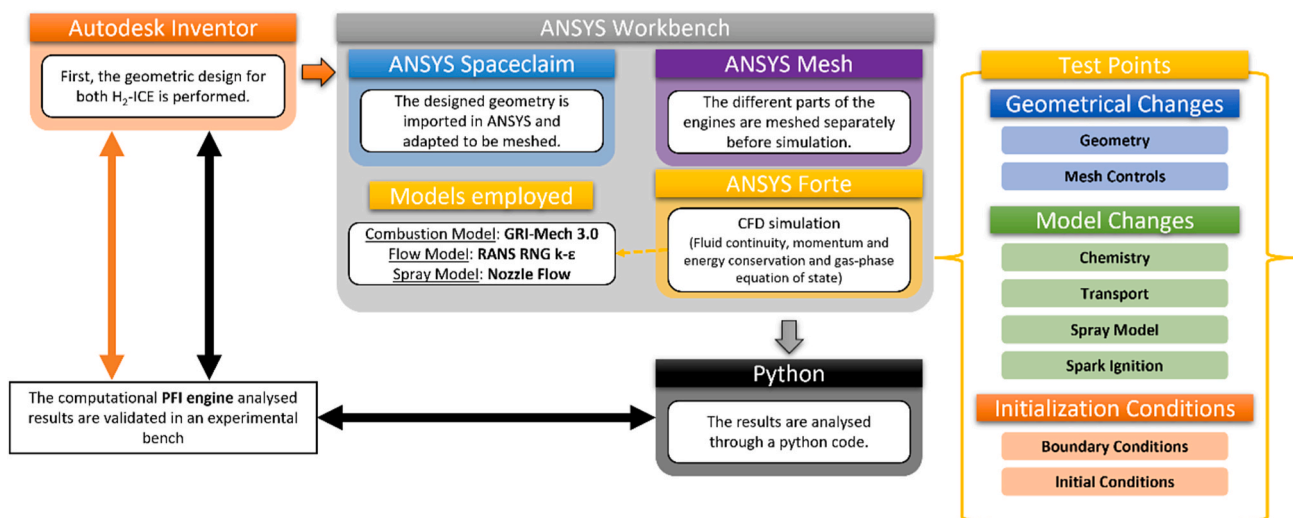 Autodesk Inventor
First, the geometric design for
both H₂-ICE is performed.
ANSYS Workbench
ANSYS Spaceclaim
The designed geometry is
imported in ANSYS and
adapted to be meshed.
ANSYS Mesh
The different parts of the
engines are meshed separately
before simulation.
Models employed
Combustion Model: GRI-Mech 3.0
Flow Model: RANS RNG k-ε
Spray Model: Nozzle Flow
ANSYS Forte
CFD simulation
(Fluid continuity, momentum and
energy conservation and gas-phase
equation of state)
The computational PFI engine analysed
results are validated in an experimental
bench
Python
The results are analysed
through a python code.
Test Points
Geometrical Changes
Geometry
Mesh Controls
Model Changes
Chemistry
Transport
Spray Model
Spark Ignition
Initialization Conditions
Boundary Conditions
Initial Conditions